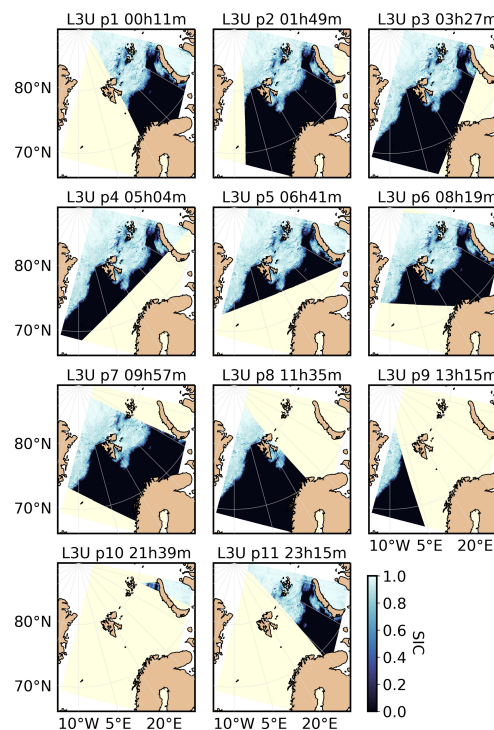 L3U p1 00h11m L3U p2 01h49m L3U p3 03h27m
80°N
70°N
L3U p4 05h04m L3U p5 06h41m L3U p6 08h19m
80°N
70°N
L3U p7 09h57m L3U p8 11h35m L3U p9 13h15m
80°N
70°N
10°W 5°E 20°E
L3U p10 21h39m L3U p11 23h15m
1.0
80°N
0.8
0.6
SIC
0.4
70°N
0.2
0.0
10°W 5°E 20°E 10°W 5°E 20°E